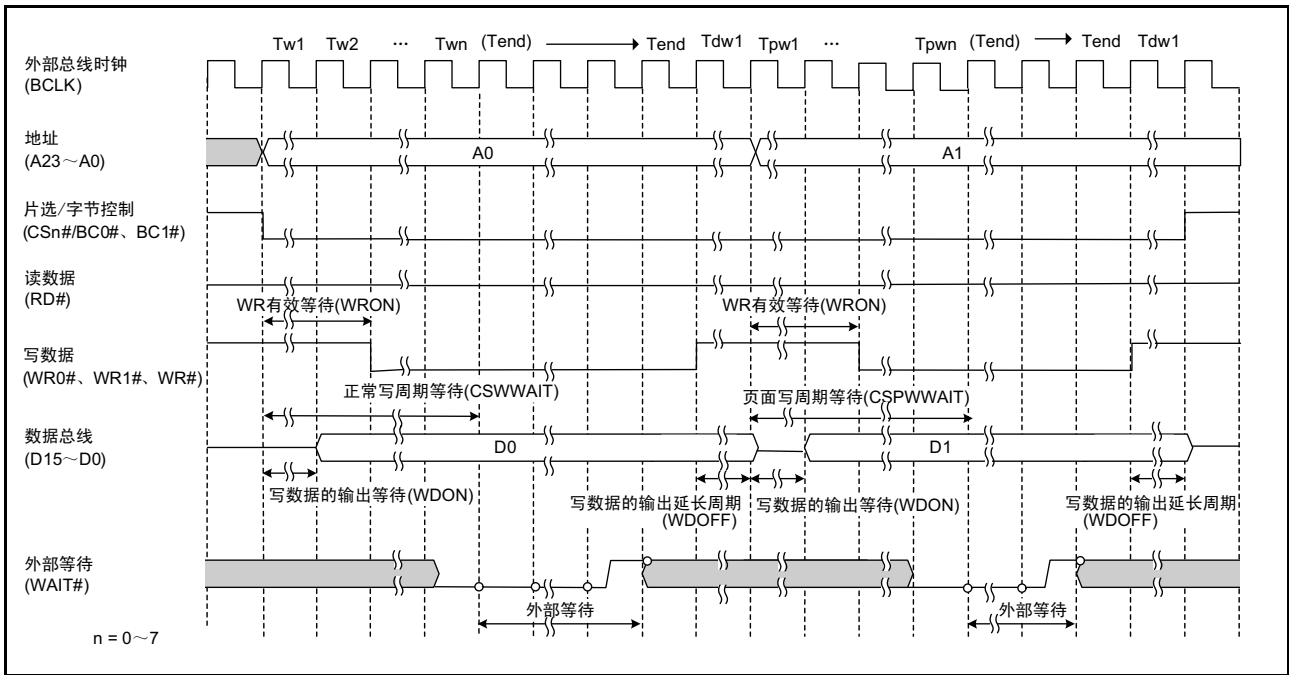 Tw1 Tw2 … Twn (Tend) Tend Tdw1 Tpw1 … Tpwn (Tend) Tend Tdw1
外部总线时钟
(BCLK)
地址
(A23～A0)
A0
A1
片选/字节控制
(CSn#/BC0#、BC1#)
读数据
(RD#)
WR有效等待(WRON)
WR有效等待(WRON)
写数据
(WR0#、WR1#、WR#)
正常写周期等待(CSWWAIT)
页面写周期等待(CSPWWAIT)
数据总线
(D15～D0)
D0
D1
写数据的输出等待(WDON)
写数据的输出延长周期
(WDOFF)
写数据的输出等待(WDON)
写数据的输出延长周期
(WDOFF)
外部等待
(WAIT#)
外部等待
外部等待
n = 0～7